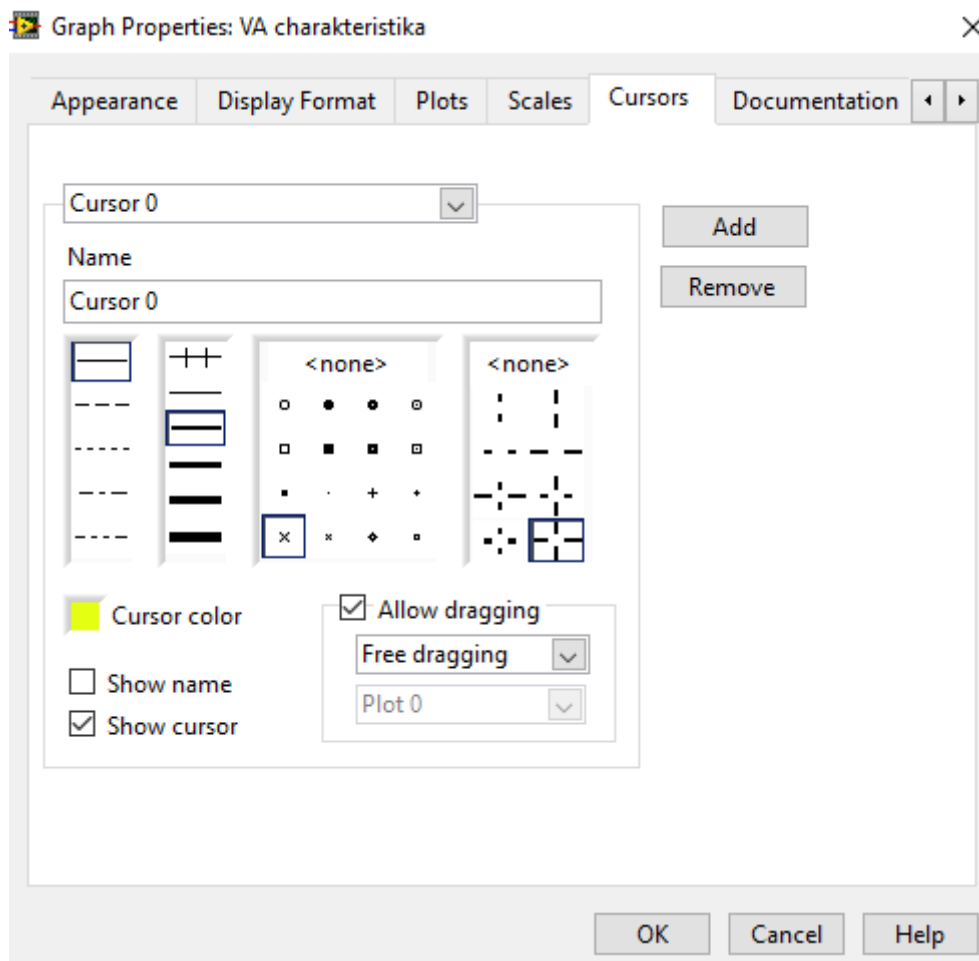 Graph Properties: VA charakteristika
Appearance Display Format Plots Scales Cursors Documentation
Cursor 0
Add
Name
Remove
Cursor 0
<none> <none>
Cursor color
Allow dragging
Free dragging
Show name
Plot 0
Show cursor
OK Cancel Help